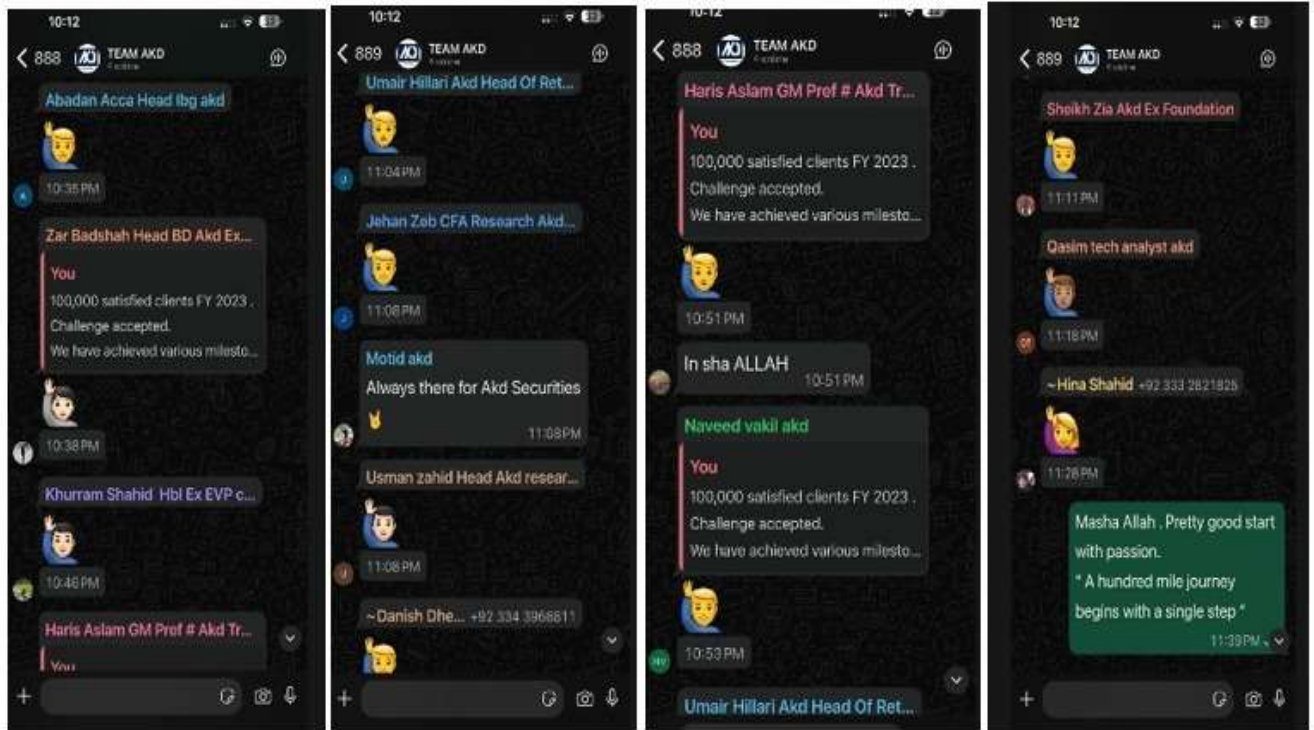 10:12
888
TEAM AKD
Abadan Acca Head Ibg akd
10:35 PM
Zar Badshah Head BD Akd Ex...
You
100,000 satisfied clients FY 2023 .
Challenge accepted.
We have achieved various milesto...
10:38 PM
Khurram Shahid Hbl Ex EVP c...
10:46 PM
Haris Aslam GM Pref # Akd Tr...
You
10:12
889
TEAM AKD
Umair Hillari Akd Head Of Ret...
11:04 PM
Jehan Zeb CFA Research Akd...
11:08 PM
Motid akd
Always there for Akd Securities
🤘
11:08 PM
Usman zahid Head Akd resear...
11:08 PM
~Danish Dhe... +92 334 3966811
10:12
888
TEAM AKD
Haris Aslam GM Pref # Akd Tr...
You
100,000 satisfied clients FY 2023 .
Challenge accepted.
We have achieved various milesto...
10:51 PM
In sha ALLAH
10:51 PM
Naveed vakil akd
You
100,000 satisfied clients FY 2023 .
Challenge accepted.
We have achieved various milesto...
10:53 PM
Umair Hillari Akd Head Of Ret...
10:12
889
TEAM AKD
Sheikh Zia Akd Ex Foundation
11:11 PM
Qasim tech analyst akd
11:18 PM
~Hina Shahid +92 333 2821825
11:28 PM
Masha Allah . Pretty good start
with passion.
" A hundred mile journey
begins with a single step "
11:39 PM